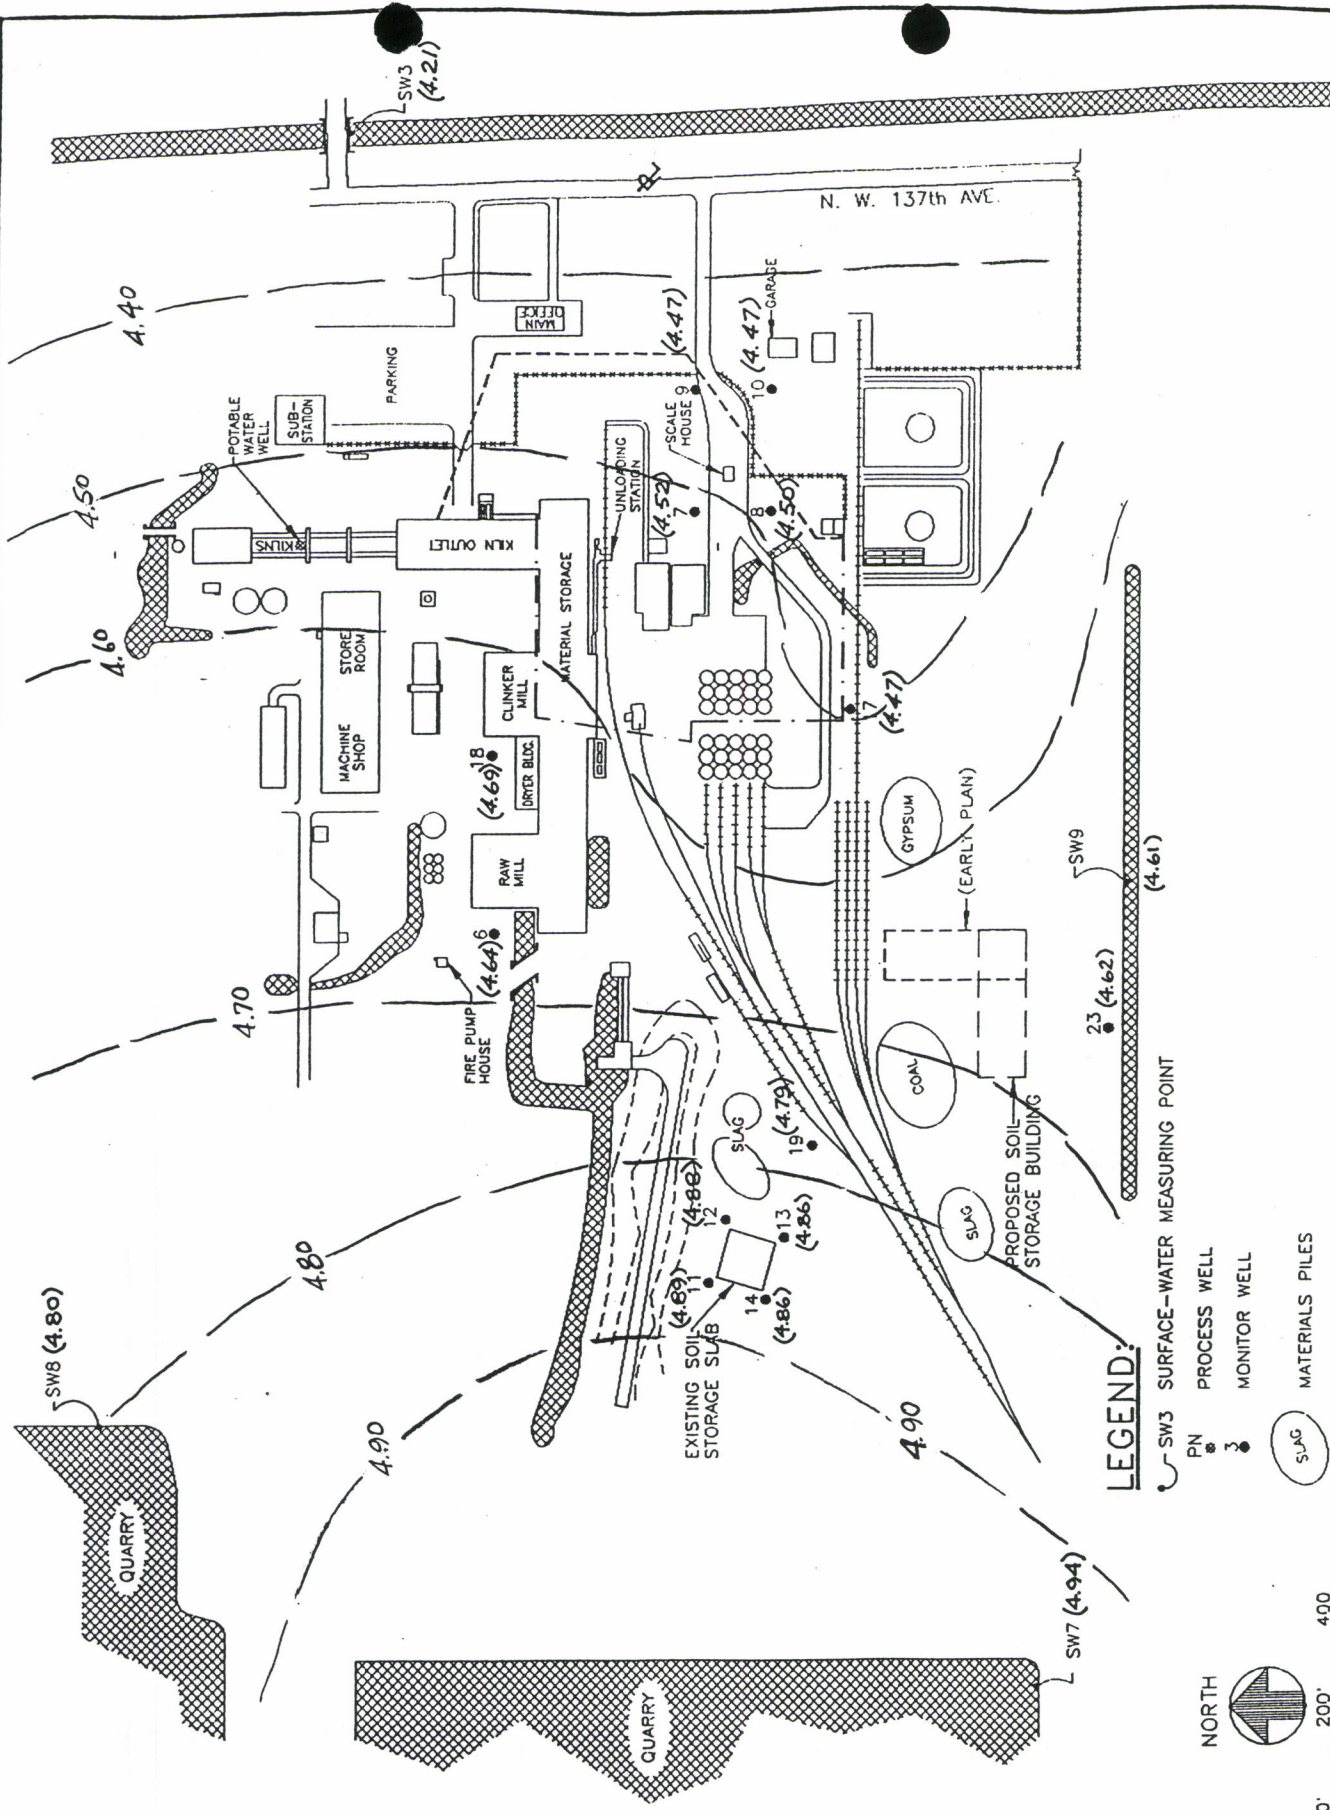 SW3
(4.21)
N. W. 137th AVE.
4.40
GARAGE
MAIN
OFFICE
(4.47)
9
10 (4.47)
PARKING
SUB-
STATION
POTABLE
WATER
WELL
SCALE
HOUSE
4.50
UNLOADING
STATION
(4.52)
7
8
(4.50)
KILNS
KILN OUTLET
MATERIAL STORAGE
4.60
STORE
ROOM
MACHINE
SHOP
CLINKER
MILL
DRYER BLDG.
18
(4.69)
(4.47)
GYPSUM
(EARLY PLAN)
RAW
MILL
6
(4.64)
FIRE PUMP
HOUSE
4.70
SW9
(4.61)
23 (4.62)
COAL
PROPOSED SOIL
STORAGE BUILDING
SLAG
19 (4.79)
12
(4.88)
13
(4.86)
11
(4.89)
14
(4.86)
EXISTING SOIL
STORAGE SLAB
SLAG
4.80
SW8 (4.80)
4.90
4.90
QUARRY
QUARRY
SW7 (4.94)
LEGEND:
SW3 SURFACE-WATER MEASURING POINT
PN PROCESS WELL
3 MONITOR WELL
SLAG MATERIALS PILES
NORTH
200'
400